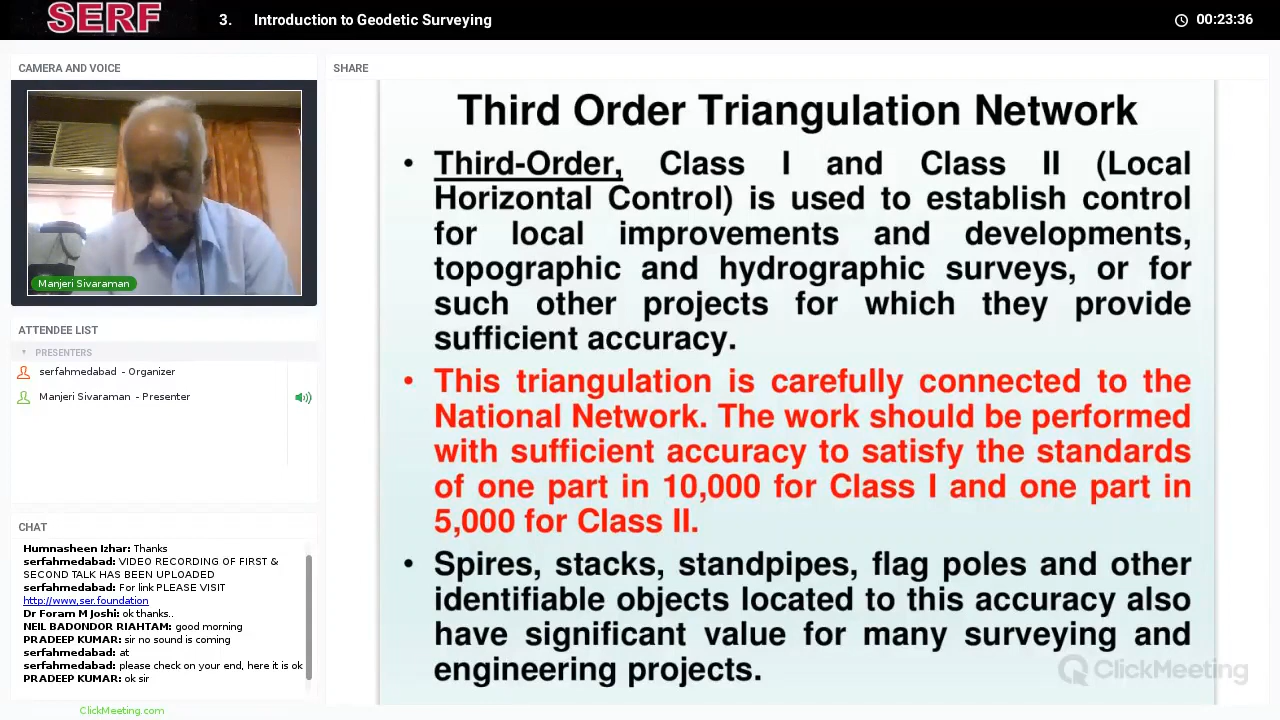 SERF
3. Introduction to Geodetic Surveying
00:23:36
CAMERA AND VOICE
Manjeri Sivaraman
ATTENDEE LIST
PRESENTERS
serfahmedabad - Organizer
Manjeri Sivaraman - Presenter
CHAT
Humnasheen Izhar: Thanks
serfahmedabad: VIDEO RECORDING OF FIRST &
SECOND TALK HAS BEEN UPLOADED
serfahmedabad: For link PLEASE VISIT
http://www.ser.foundation
Dr Foram M Joshi: ok thanks..
NEIL BADONDOR RIAHTAM: good morning
PRADEEP KUMAR: sir no sound is coming
serfahmedabad: at
serfahmedabad: please check on your end, here it is ok
PRADEEP KUMAR: ok sir
ClickMeeting.com
SHARE
Third Order Triangulation Network
• Third-Order, Class I and Class II (Local
Horizontal Control) is used to establish control
for local improvements and developments,
topographic and hydrographic surveys, or for
such other projects for which they provide
sufficient accuracy.
• This triangulation is carefully connected to the
National Network. The work should be performed
with sufficient accuracy to satisfy the standards
of one part in 10,000 for Class I and one part in
5,000 for Class II.
• Spires, stacks, standpipes, flag poles and other
identifiable objects located to this accuracy also
have significant value for many surveying and
engineering projects.
ClickMeeting